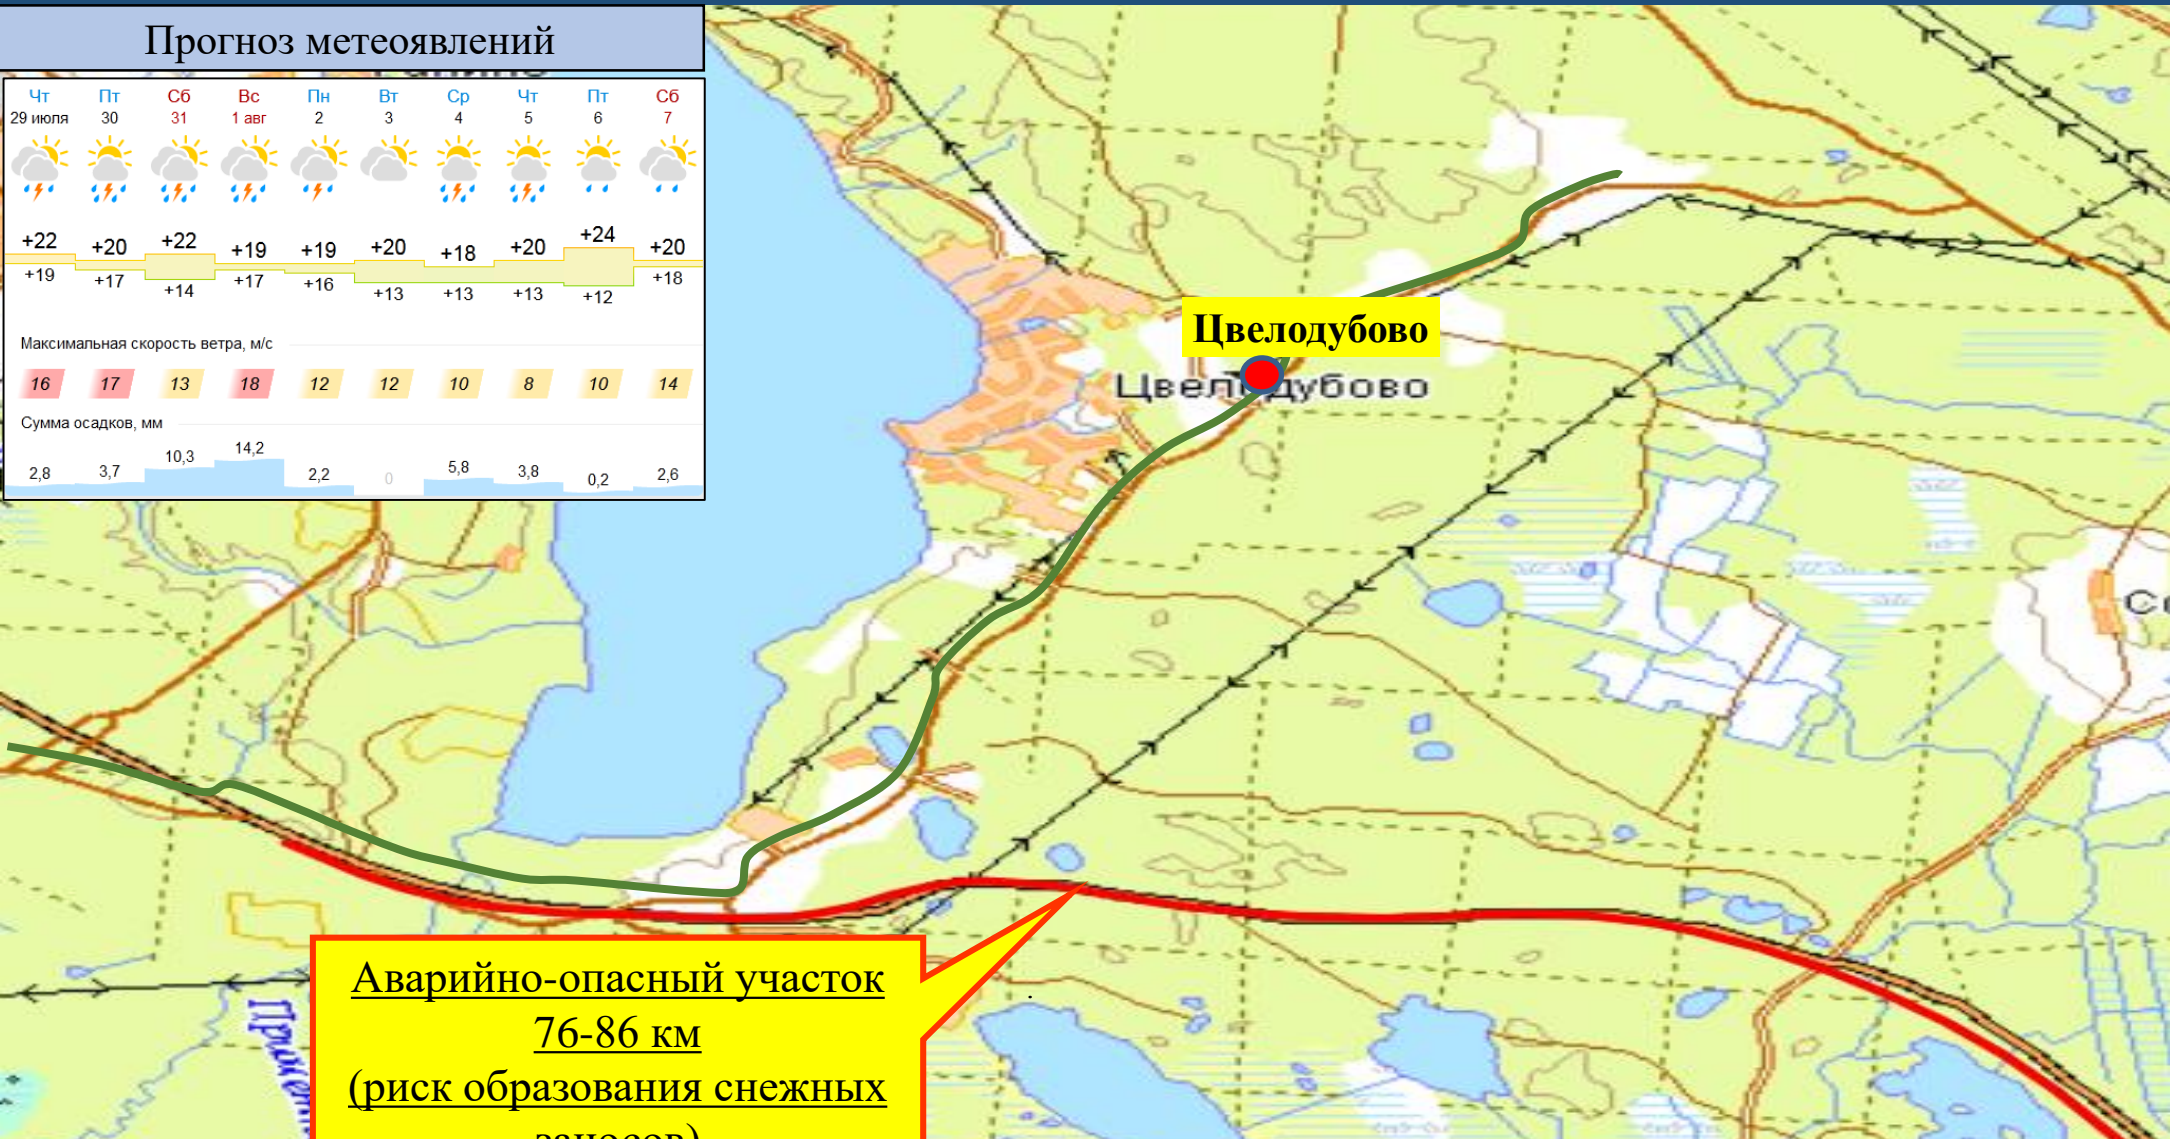 Прогноз метеоявлений
Чт Пт Сб Вс Пн Вт Ср Чт Пт Сб
29 июля 30 31 1 авг 2 3 4 5 6 7
+22 +20 +22 +19 +19 +20 +18 +20 +24 +20
+19 +17 +14 +17 +16 +13 +13 +13 +12 +18
Максимальная скорость ветра, м/с
16 17 13 18 12 12 10 8 10 14
Сумма осадков, мм
2,8 3,7 10,3 14,2 2,2 0 5,8 3,8 0,2 2,6
Цвелодубово
Цвелодубово
Аварийно-опасный участок
76-86 км
(риск образования снежных
заносов)